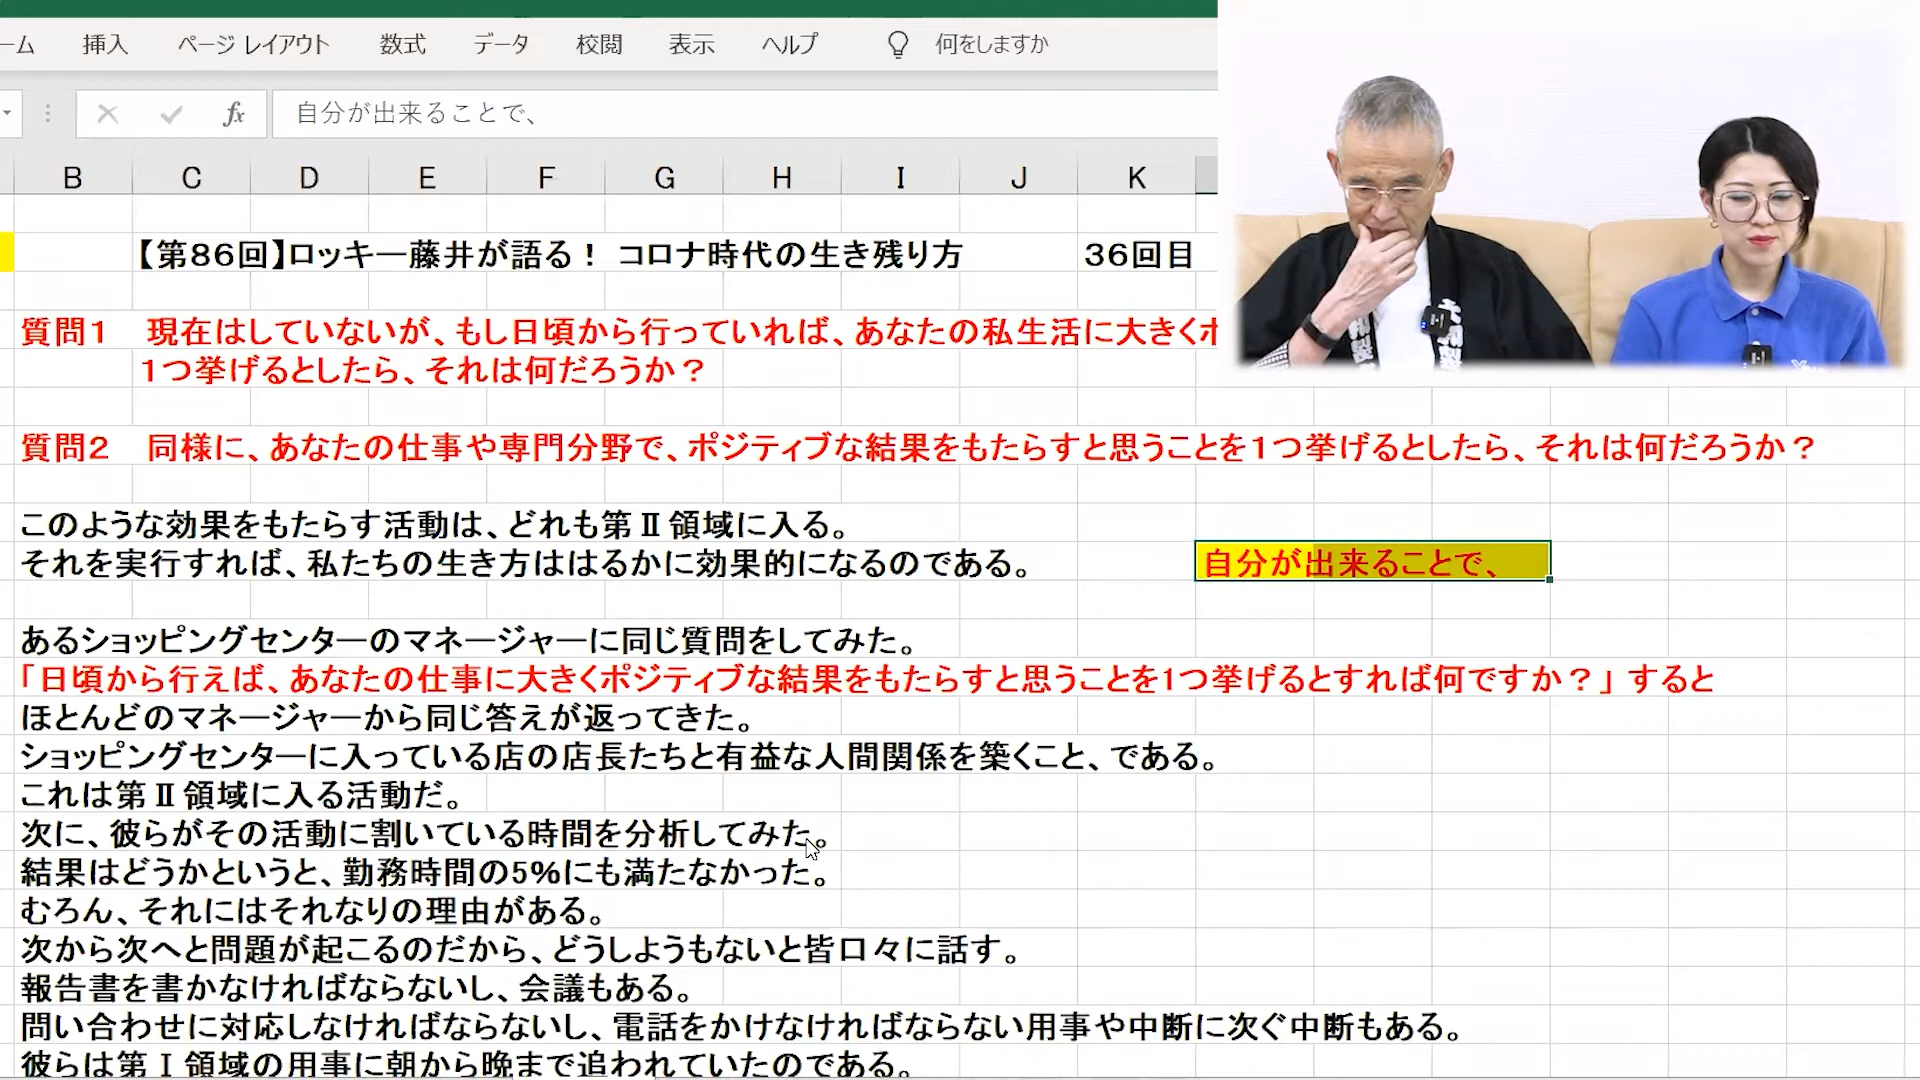 ーム 挿入 ページ レイアウト 数式 データ 校閲 表示 ヘルプ 何をしますか
fx 自分が出来ることで、
B C D E F G H I J K
【第86回】ロッキー藤井が語る！ コロナ時代の生き残り方 36回目
質問1 現在はしていないが、もし日頃から行っていれば、あなたの私生活に大きくポ
1つ挙げるとしたら、それは何だろうか？
質問2 同様に、あなたの仕事や専門分野で、ポジティブな結果をもたらすと思うことを1つ挙げるとしたら、それは何だろうか？
このような効果をもたらす活動は、どれも第Ⅱ領域に入る。
それを実行すれば、私たちの生き方ははるかに効果的になるのである。 自分が出来ることで、
あるショッピングセンターのマネージャーに同じ質問をしてみた。
「日頃から行えば、あなたの仕事に大きくポジティブな結果をもたらすと思うことを1つ挙げるとすれば何ですか？」すると
ほとんどのマネージャーから同じ答えが返ってきた。
ショッピングセンターに入っている店の店長たちと有益な人間関係を築くこと、である。
これは第Ⅱ領域に入る活動だ。
次に、彼らがその活動に割いている時間を分析してみた。
結果はどうかというと、勤務時間の5%にも満たなかった。
むろん、それにはそれなりの理由がある。
次から次へと問題が起こるのだから、どうしようもないと皆口々に話す。
報告書を書かなければならないし、会議もある。
問い合わせに対応しなければならないし、電話をかけなければならない用事や中断に次ぐ中断もある。
彼らは第Ⅰ領域の用事に朝から晩まで追われていたのである。